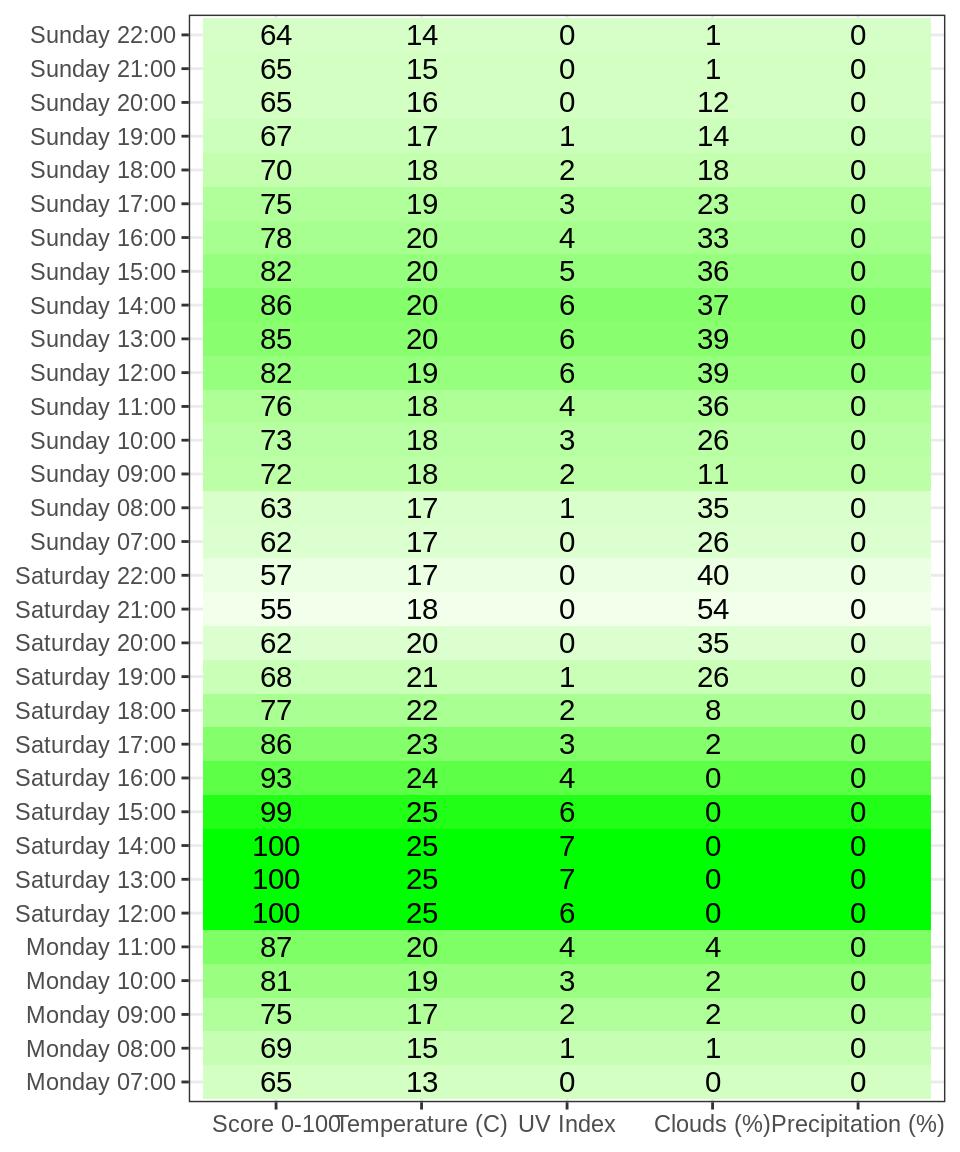 Sunday 22:00 64 14 0 1 0
Sunday 21:00 65 15 0 1 0
Sunday 20:00 65 16 0 12 0
Sunday 19:00 67 17 1 14 0
Sunday 18:00 70 18 2 18 0
Sunday 17:00 75 19 3 23 0
Sunday 16:00 78 20 4 33 0
Sunday 15:00 82 20 5 36 0
Sunday 14:00 86 20 6 37 0
Sunday 13:00 85 20 6 39 0
Sunday 12:00 82 19 6 39 0
Sunday 11:00 76 18 4 36 0
Sunday 10:00 73 18 3 26 0
Sunday 09:00 72 18 2 11 0
Sunday 08:00 63 17 1 35 0
Sunday 07:00 62 17 0 26 0
Saturday 22:00 57 17 0 40 0
Saturday 21:00 55 18 0 54 0
Saturday 20:00 62 20 0 35 0
Saturday 19:00 68 21 1 26 0
Saturday 18:00 77 22 2 8 0
Saturday 17:00 86 23 3 2 0
Saturday 16:00 93 24 4 0 0
Saturday 15:00 99 25 6 0 0
Saturday 14:00 100 25 7 0 0
Saturday 13:00 100 25 7 0 0
Saturday 12:00 100 25 6 0 0
Monday 11:00 87 20 4 4 0
Monday 10:00 81 19 3 2 0
Monday 09:00 75 17 2 2 0
Monday 08:00 69 15 1 1 0
Monday 07:00 65 13 0 0 0
Score 0-100 Temperature (C) UV Index Clouds (%) Precipitation (%)